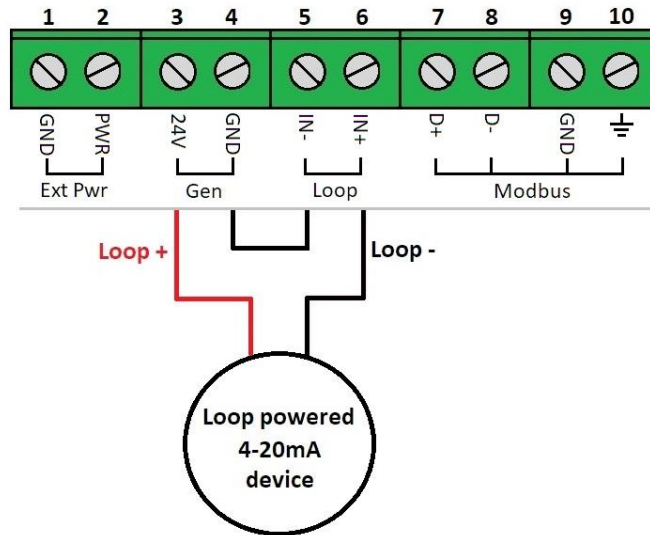 1 2 3 4 5 6 7 8 9 10
GND PWR 24V GND IN- IN+ D+ D- GND
Ext Pwr Gen Loop Modbus
Loop + Loop -
Loop powered
4-20mA
device